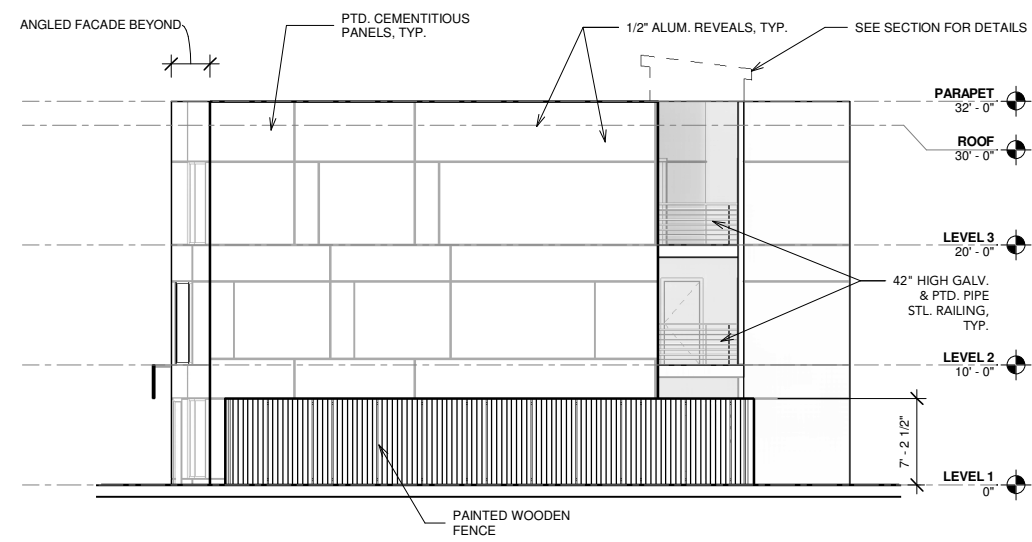 ANGLED FACADE BEYOND
PTD. CEMENTITIOUS
PANELS, TYP.
1/2" ALUM. REVEALS, TYP.
SEE SECTION FOR DETAILS
PARAPET
32' - 0"
ROOF
30' - 0"
LEVEL 3
20' - 0"
42" HIGH GALV.
& PTD. PIPE
STL. RAILING,
TYP.
LEVEL 2
10' - 0"
7' - 2 1/2"
LEVEL 1
0"
PAINTED WOODEN
FENCE